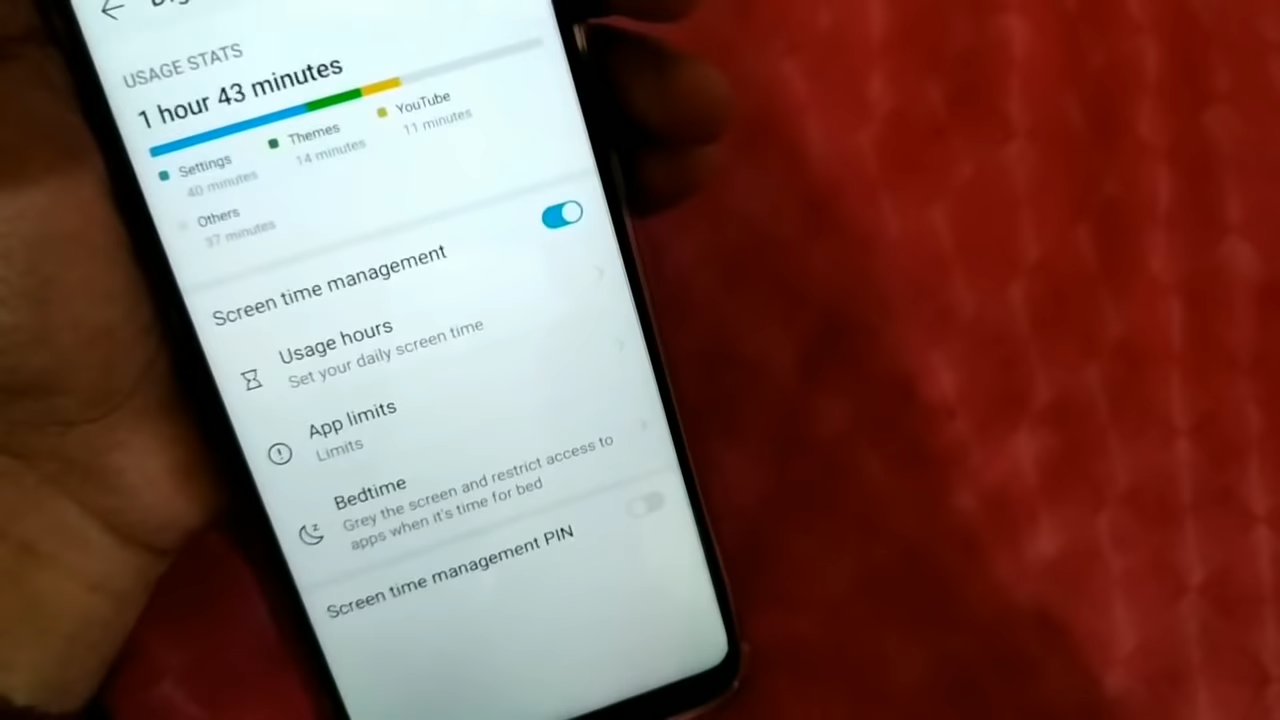 USAGE STATS
1 hour 43 minutes
Settings
40 minutes
Themes
14 minutes
YouTube
11 minutes
Others
37 minutes
Screen time management
Usage hours
Set your daily screen time
App limits
Limits
Bedtime
Grey the screen and restrict access to
apps when it's time for bed
Screen time management PIN